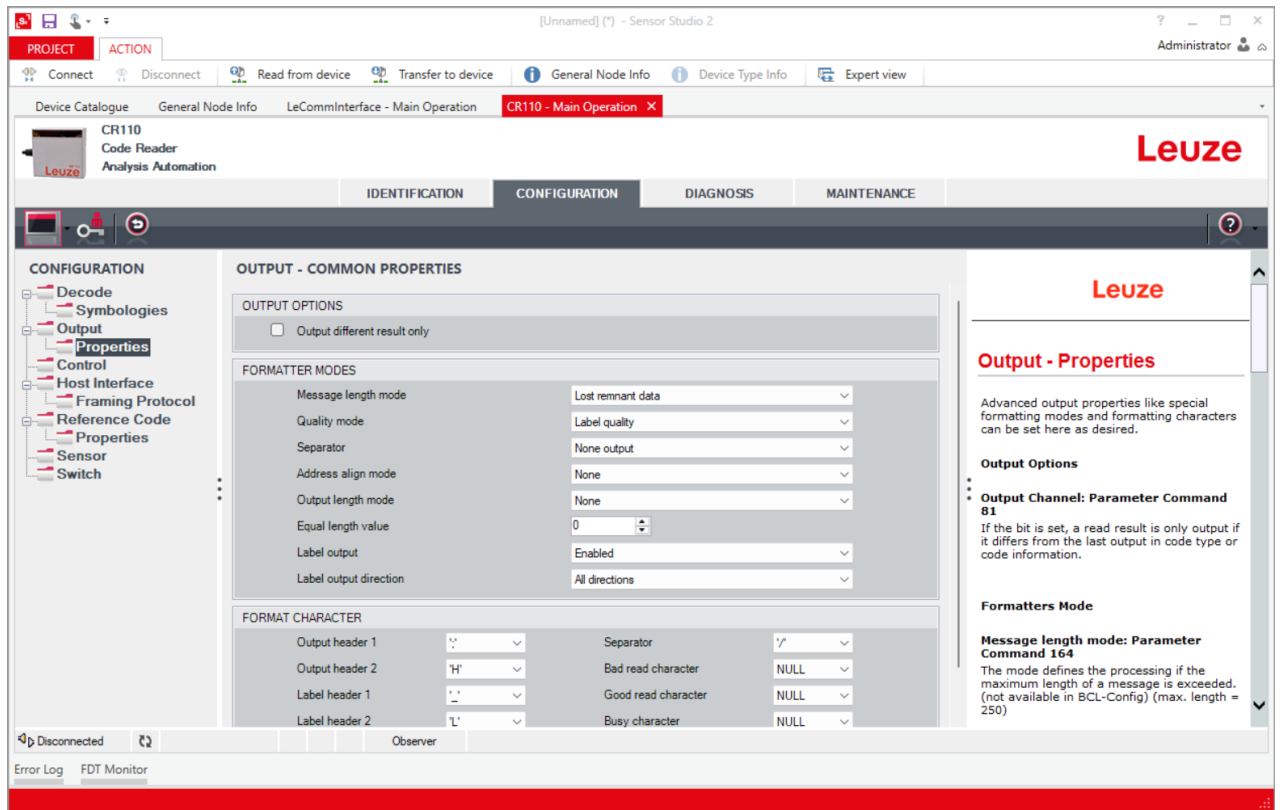 [Unnamed] (*) - Sensor Studio 2
PROJECT ACTION Administrator
Connect Disconnect Read from device Transfer to device General Node Info Device Type Info Expert view
Device Catalogue General Node Info LeCommInterface - Main Operation CR110 - Main Operation
CR110
Code Reader
Analysis Automation
Leuze
Leuze
IDENTIFICATION CONFIGURATION DIAGNOSIS MAINTENANCE
CONFIGURATION
Decode
Symbologies
Output
Properties
Control
Host Interface
Framing Protocol
Reference Code
Properties
Sensor
Switch
OUTPUT - COMMON PROPERTIES
OUTPUT OPTIONS
Output different result only
FORMATTER MODES
Message length mode Lost remnant data
Quality mode Label quality
Separator None output
Address align mode None
Output length mode None
Equal length value 0
Label output Enabled
Label output direction All directions
FORMAT CHARACTER
Output header 1 Separator '/'
Output header 2 'H' Bad read character NULL
Label header 1 '_' Good read character NULL
Label header 2 'L' Busy character NULL
Leuze
Output - Properties
Advanced output properties like special
formatting modes and formatting characters
can be set here as desired.
Output Options
Output Channel: Parameter Command
81
If the bit is set, a read result is only output if
it differs from the last output in code type or
code information.
Formatters Mode
Message length mode: Parameter
Command 164
The mode defines the processing if the
maximum length of a message is exceeded.
(not available in BCL-Config) (max. length =
250)
Disconnected Observer
Error Log FDT Monitor